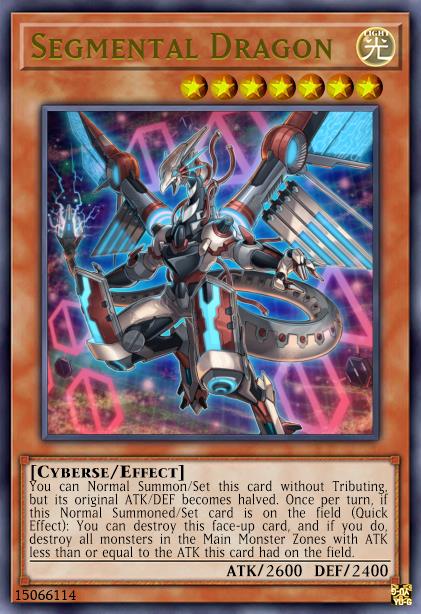 SEGMENTAL DRAGON
LIGHT
光
[CYBERSE/EFFECT]
You can Normal Summon/Set this card without Tributing,
but its original ATK/DEF becomes halved. Once per turn, if
this Normal Summoned/Set card is on the field (Quick
Effect): You can destroy this face-up card, and if you do,
destroy all monsters in the Main Monster Zones with ATK
less than or equal to the ATK this card had on the field.
ATK/2600 DEF/2400
15066114